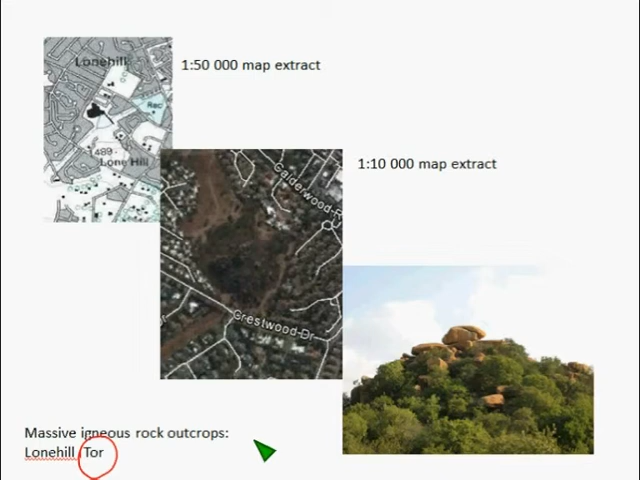 Lonehill
1:50 000 map extract
Rec
489
Lone Hill
1:10 000 map extract
Calderwood R
Crestwood Dr
Dr
Massive igneous rock outcrops:
Lonehill Tor